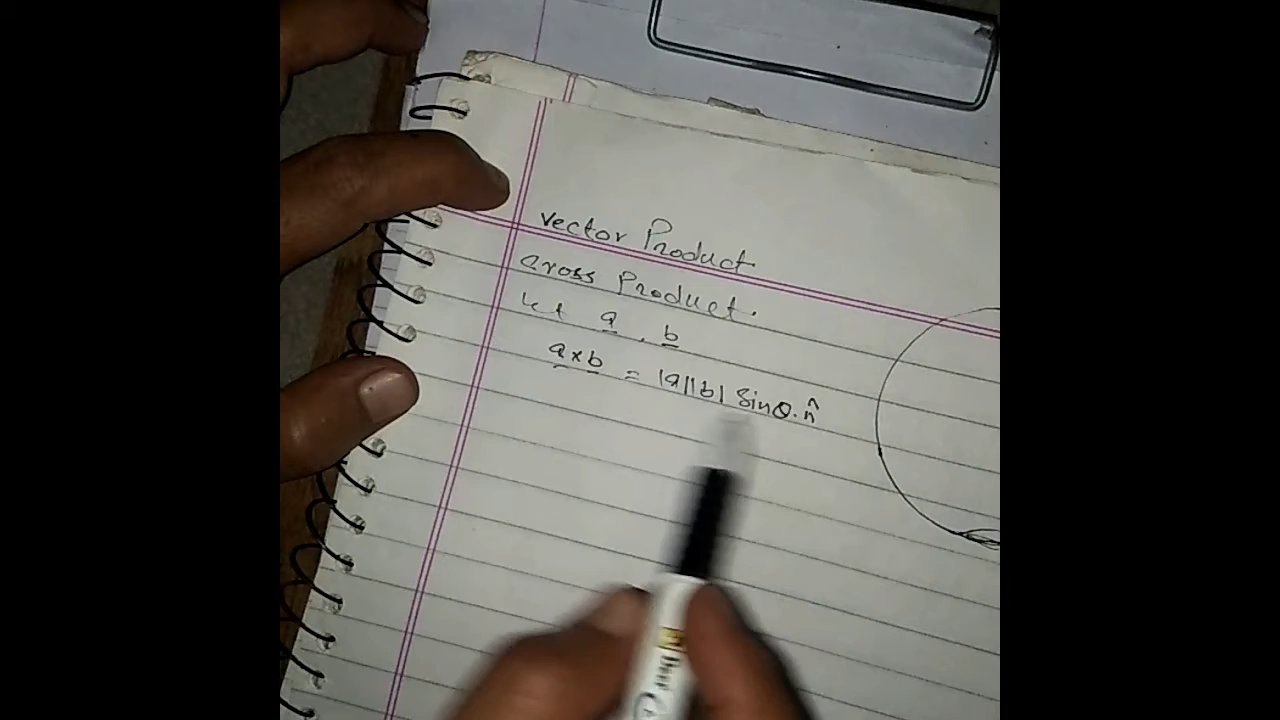 vector Product
cross Product.
let a . b
a x b = |a||b| Sinθ.n̂